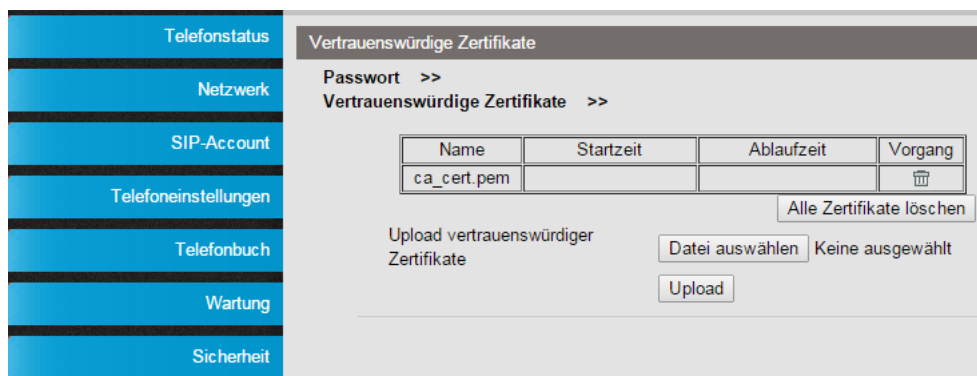 Telefonstatus
Netzwerk
SIP-Account
Telefoneinstellungen
Telefonbuch
Wartung
Sicherheit
Vertrauenswürdige Zertifikate
Passwort >>
Vertrauenswürdige Zertifikate >>
Name Startzeit Ablaufzeit Vorgang
ca_cert.pem
Alle Zertifikate löschen
Upload vertrauenswürdiger
Zertifikate
Datei auswählen Keine ausgewählt
Upload